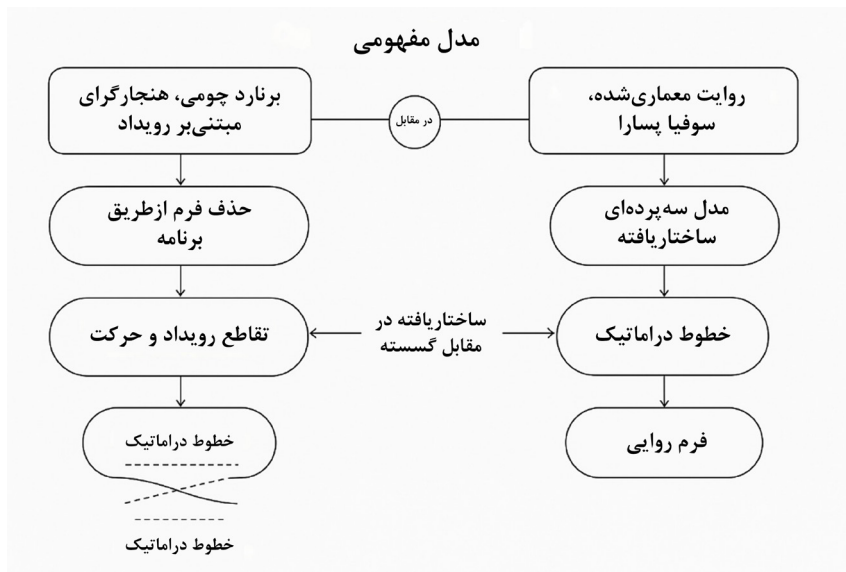 مدل مفهومی
روایت معماری‌شده،
سوفیا پسارا
در مقابل
برنارد چومی، هنجارگرای
مبتنی‌بر رویداد
مدل سه‌پرده‌ای
ساختاریافته
حذف فرم ازطریق
برنامه
خطوط دراماتیک
ساختاریافته در
مقابل گسسته
تقاطع رویداد و حرکت
فرم روایی
خطوط دراماتیک
خطوط دراماتیک